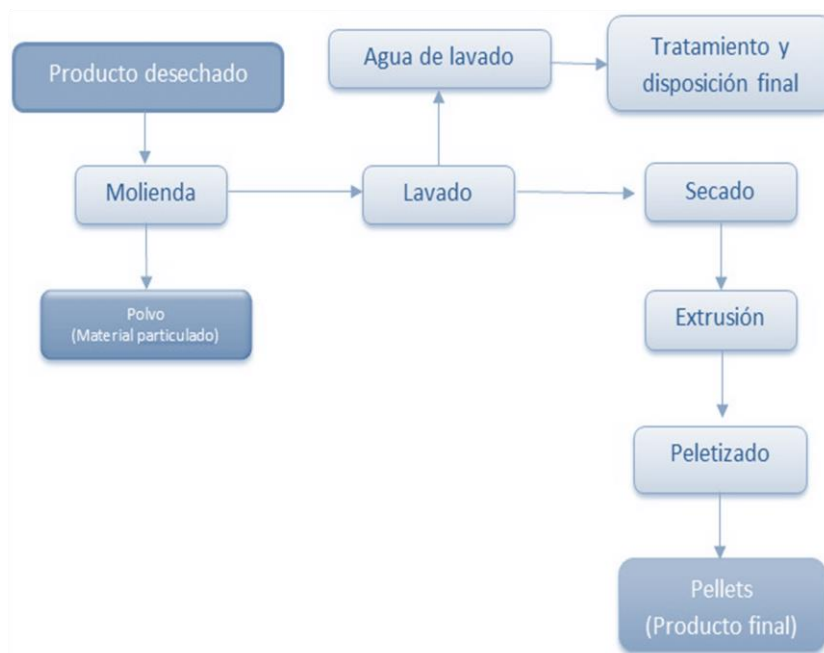 Producto desechado
Agua de lavado
Tratamiento y
disposición final
Molienda
Lavado
Secado
Polvo
(Material particulado)
Extrusión
Peletizado
Pellets
(Producto final)